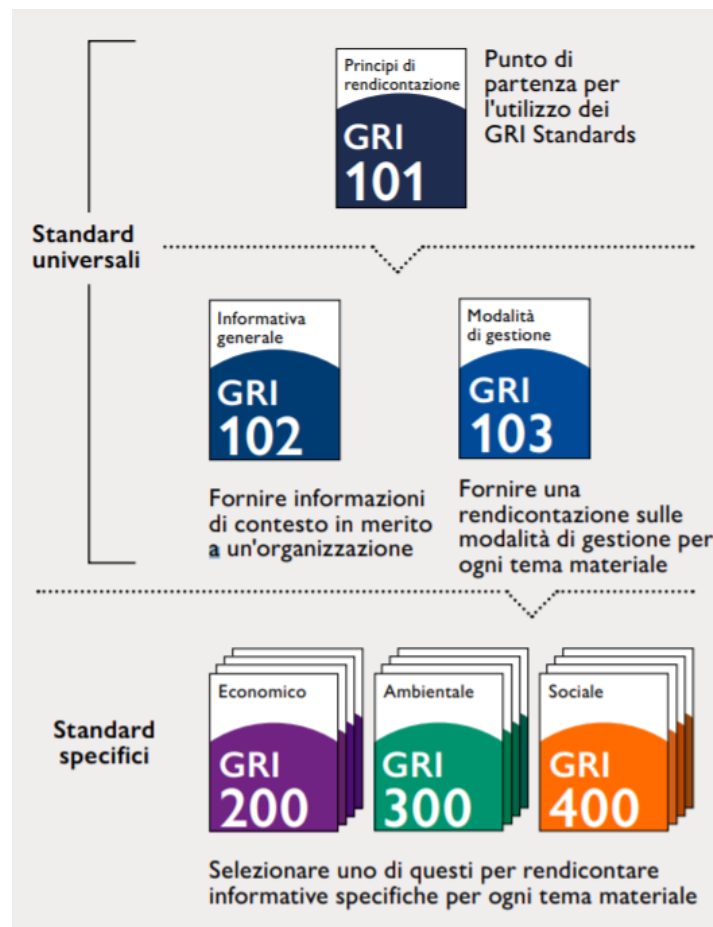 Principi di
rendicontazione
GRI
101
Punto di
partenza per
l'utilizzo dei
GRI Standards
Standard
universali
Informativa
generale
GRI
102
Modalità
di gestione
GRI
103
Fornire informazioni
di contesto in merito
a un'organizzazione
Fornire una
rendicontazione sulle
modalità di gestione per
ogni tema materiale
Standard
specifici
Economico
GRI
200
Ambientale
GRI
300
Sociale
GRI
400
Selezionare uno di questi per rendicontare
informative specifiche per ogni tema materiale